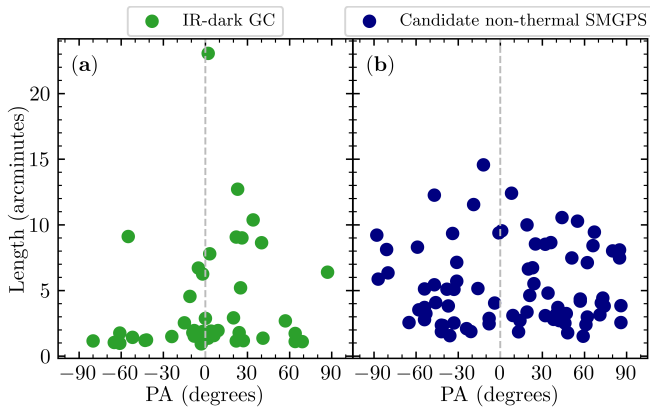 IR-dark GC
Candidate non-thermal SMGPS
(a)
(b)
Length (arcminutes)
20
15
10
5
0
−90 −60 −30 0 30 60 90
−90 −60 −30 0 30 60 90
PA (degrees)
PA (degrees)